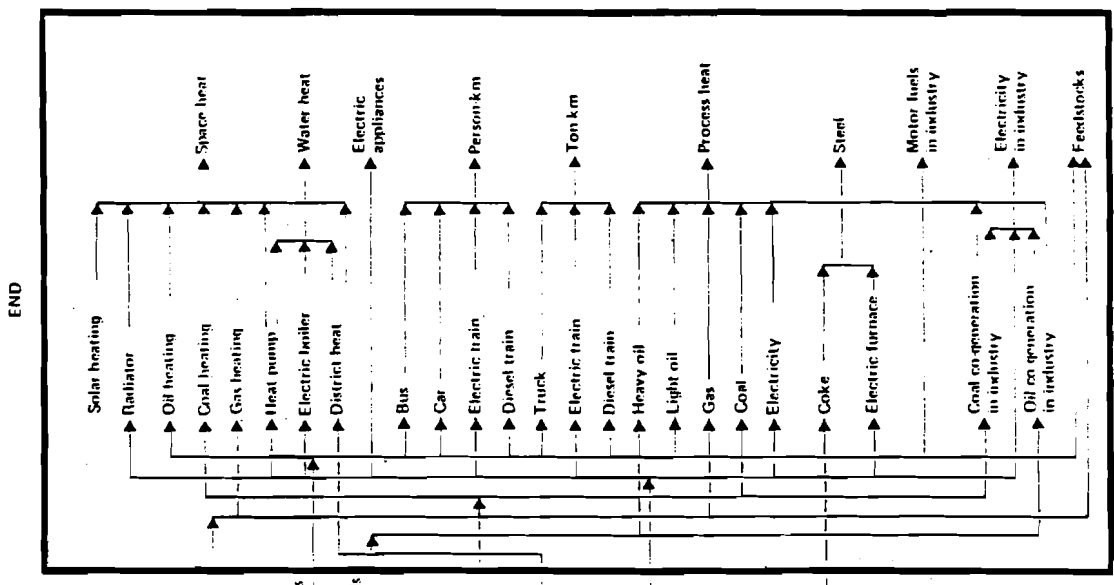 END
Space heat
Water heat
Electric
appliances
Person-km
Ton km
Process heat
Steel
Motor fuels
in industry
Electricity
in industry
Feedstocks
Solar heating
Radiator
Oil heating
Coal heating
Gas heating
Heat pump
Electric boiler
District heat
Bus
Car
Electric train
Diesel train
Truck
Electric train
Diesel train
Heavy oil
Light oil
Gas
Coal
Electricity
Coke
Electric furnace
Coal co-generation
in industry
Oil co generation
in industry
s
s